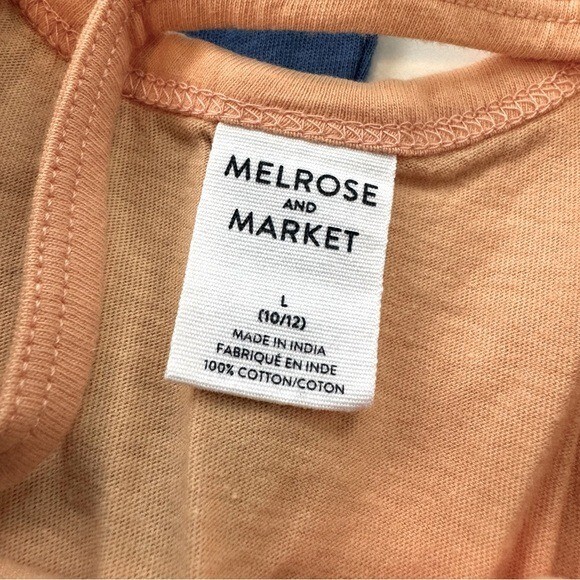 MELROSE
AND
MARKET
L
(10/12)
MADE IN INDIA
FABRIQUÉ EN INDE
100% COTTON/COTON